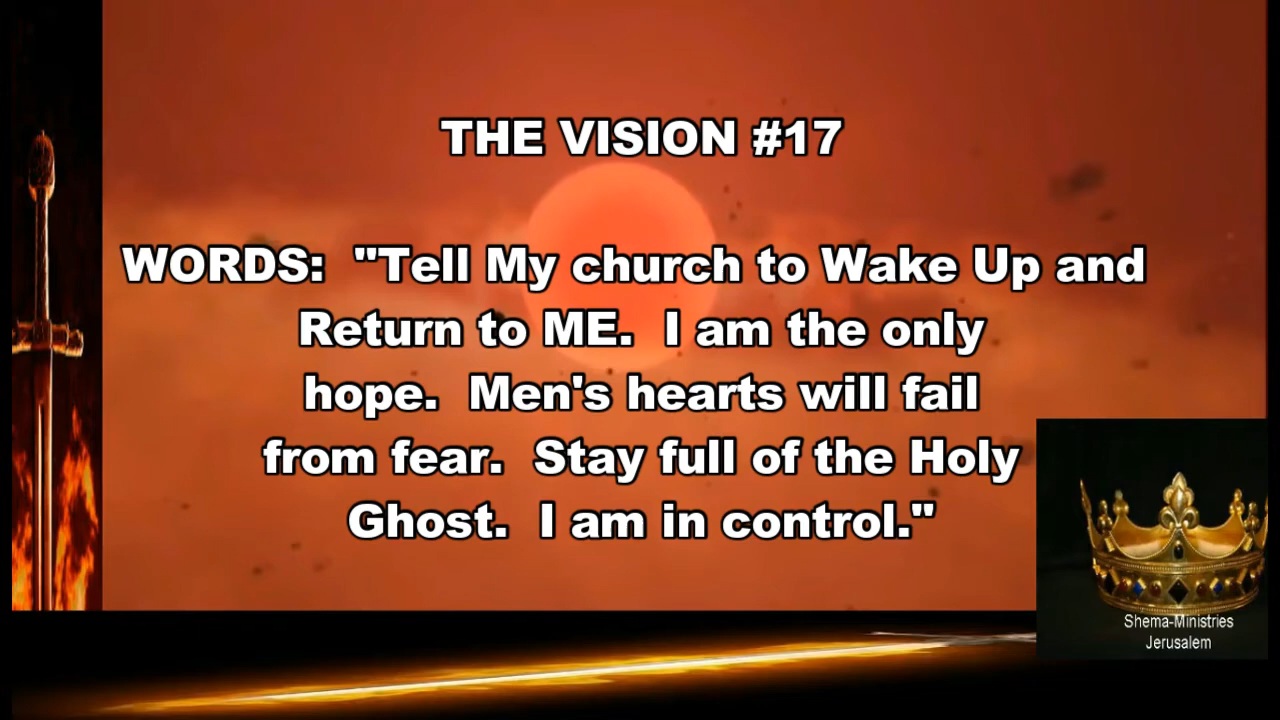 THE VISION #17
WORDS:  "Tell My church to Wake Up and
Return to ME.  I am the only
hope.  Men's hearts will fail
from fear.  Stay full of the Holy
Ghost.  I am in control."
Shema-Ministries
Jerusalem